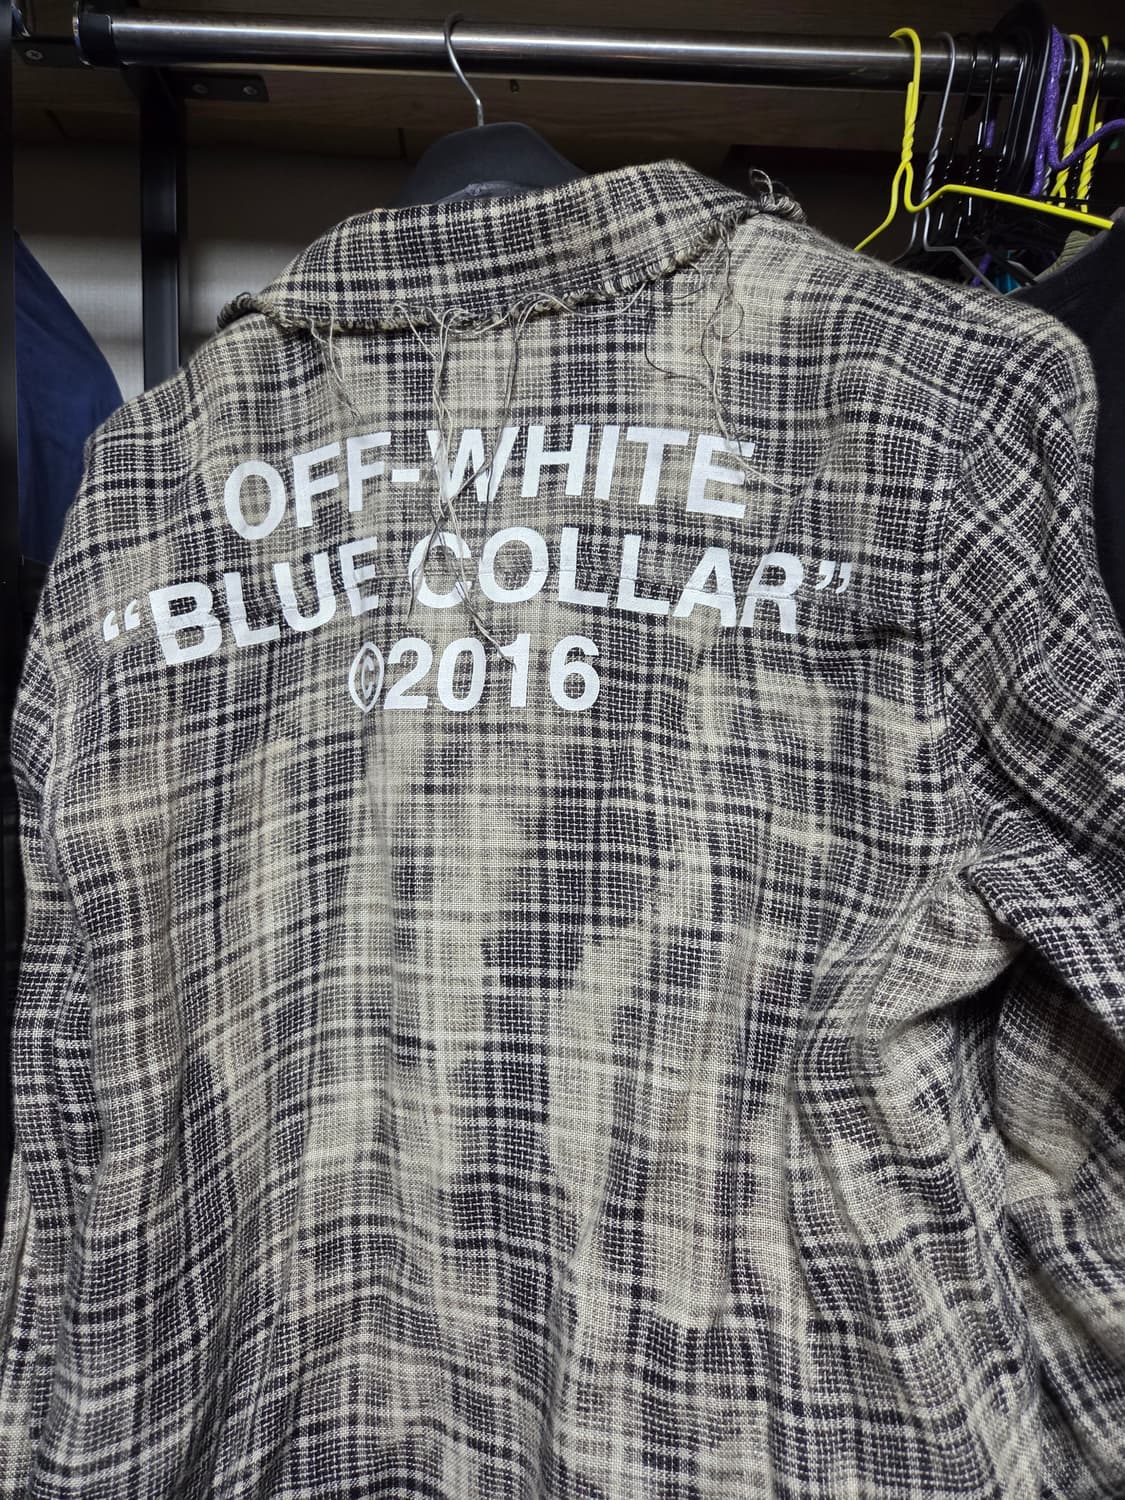 OFF-WHITE
“BLUE COLLAR”
©2016